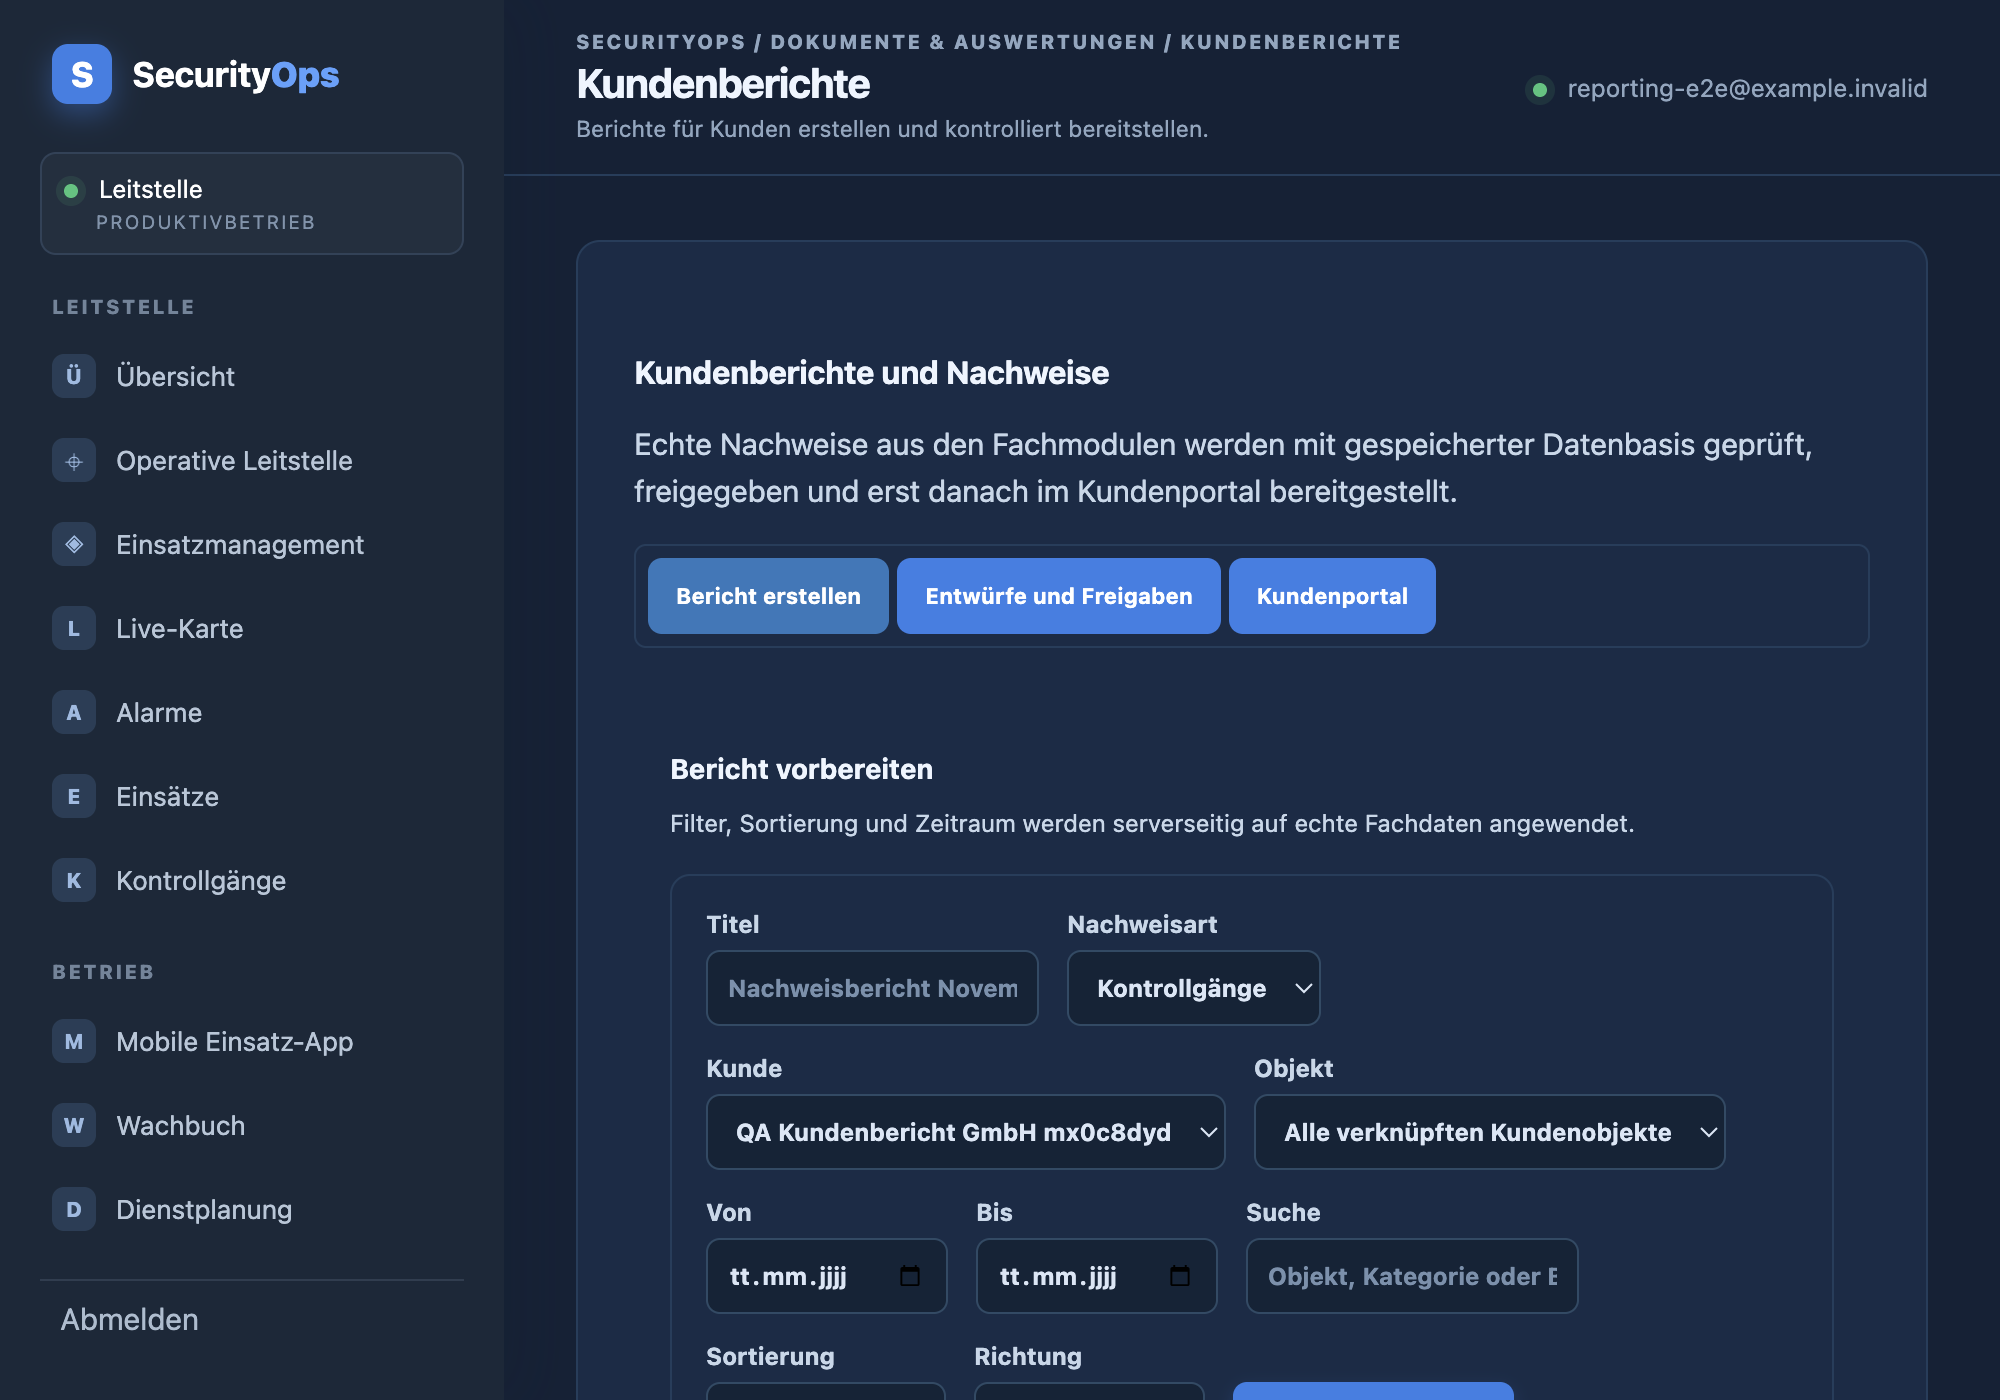 S SecurityOps
Leitstelle
PRODUKTIVBETRIEB
LEITSTELLE
Ü Übersicht
Operative Leitstelle
Einsatzmanagement
L Live-Karte
A Alarme
E Einsätze
K Kontrollgänge
BETRIEB
M Mobile Einsatz-App
W Wachbuch
D Dienstplanung
Abmelden
SECURITYOPS / DOKUMENTE & AUSWERTUNGEN / KUNDENBERICHTE
Kundenberichte
Berichte für Kunden erstellen und kontrolliert bereitstellen.
reporting-e2e@example.invalid
Kundenberichte und Nachweise
Echte Nachweise aus den Fachmodulen werden mit gespeicherter Datenbasis geprüft,
freigegeben und erst danach im Kundenportal bereitgestellt.
Bericht erstellen Entwürfe und Freigaben Kundenportal
Bericht vorbereiten
Filter, Sortierung und Zeitraum werden serverseitig auf echte Fachdaten angewendet.
Titel Nachweisart
Nachweisbericht Novem Kontrollgänge
Kunde Objekt
QA Kundenbericht GmbH mx0c8dyd Alle verknüpften Kundenobjekte
Von Bis Suche
tt.mm.jjjj tt.mm.jjjj Objekt, Kategorie oder
Sortierung Richtung